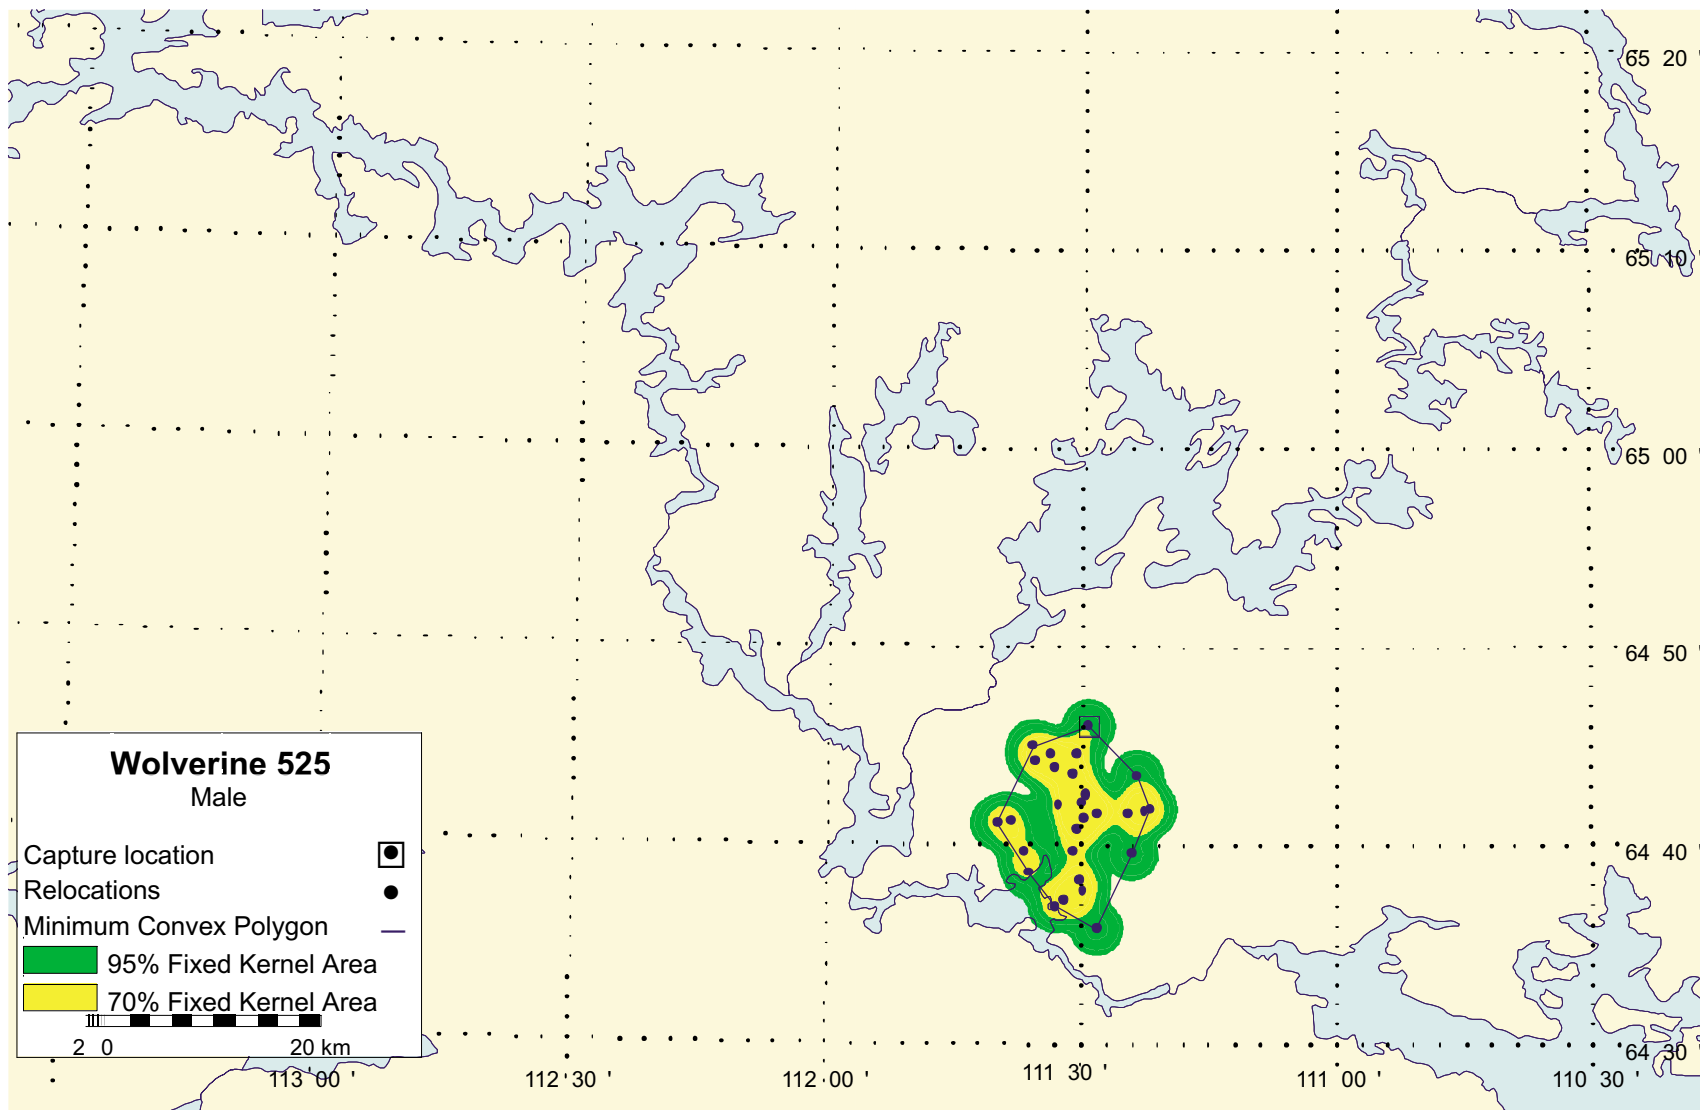 65 20 '
65 10 '
65 00 '
64 50 '
64 40 '
64 30 '
Wolverine 525
Male
Capture location
Relocations
Minimum Convex Polygon
95% Fixed Kernel Area
70% Fixed Kernel Area
2 0 20 km
113 00 ' 112 30 ' 112 00 ' 111 30 ' 111 00 ' 110 30 '